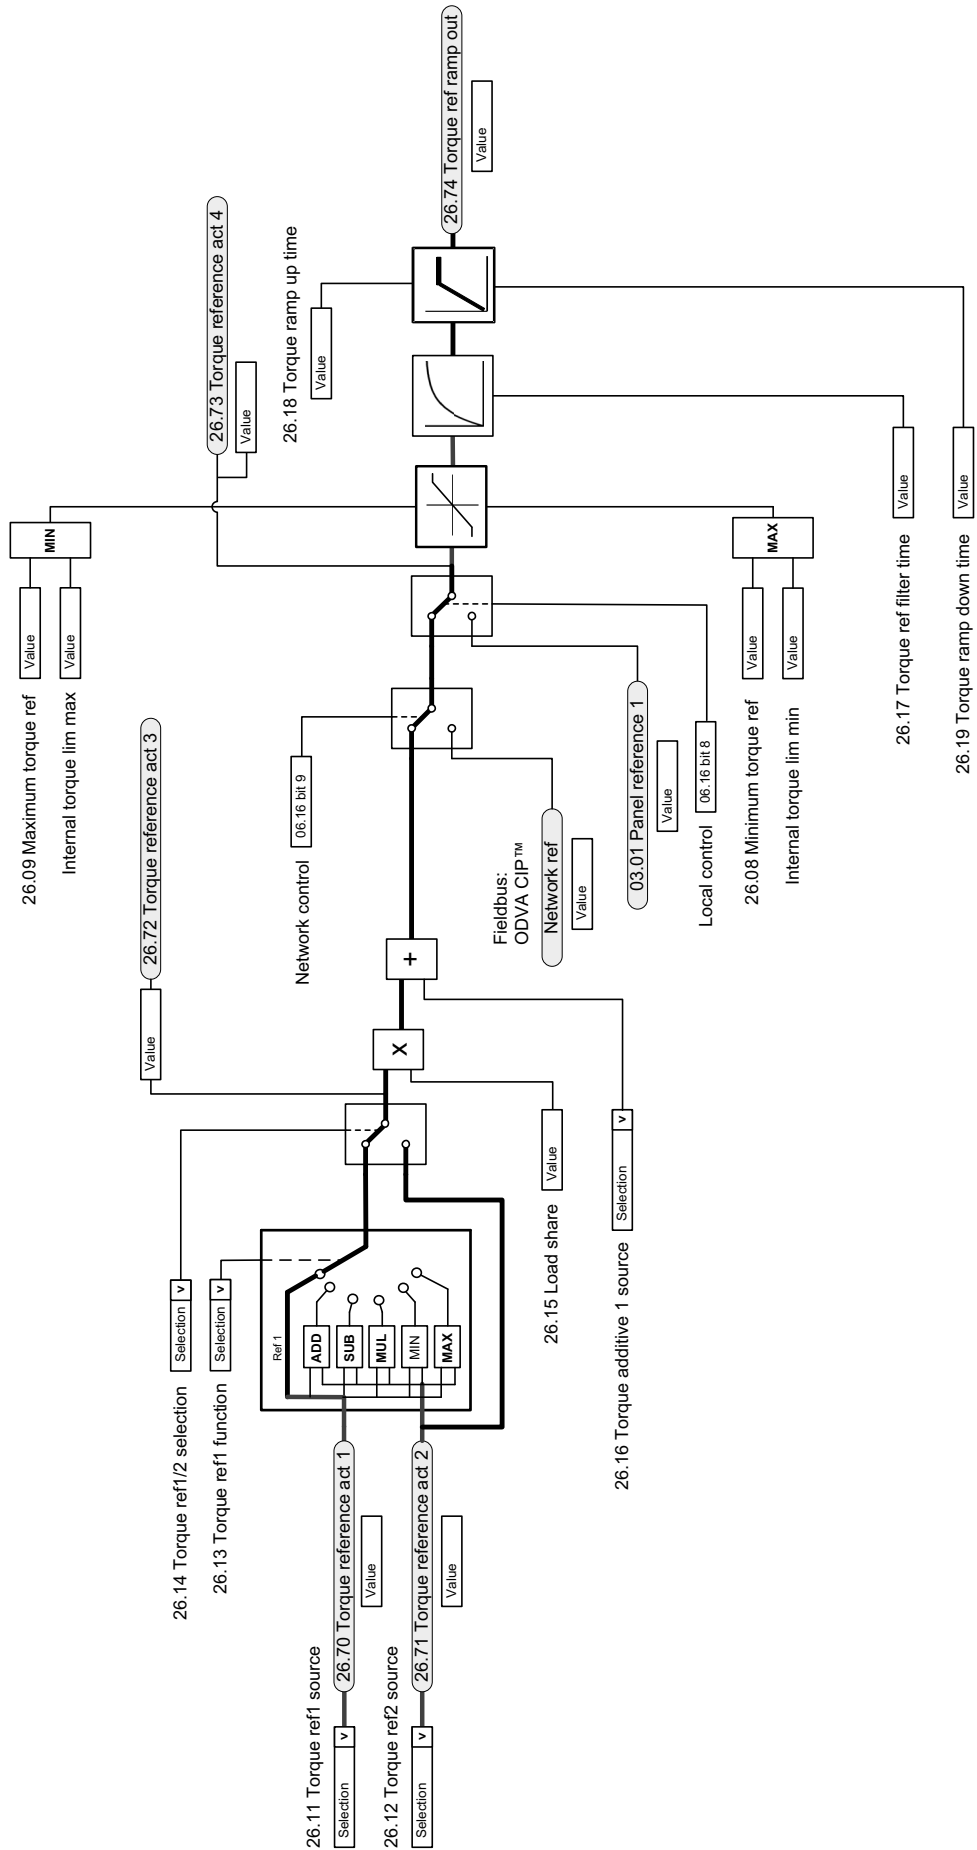 26.11 Torque ref1 source
Selection
v
26.70 Torque reference act 1
Value
26.12 Torque ref2 source
Selection
v
26.71 Torque reference act 2
Value
26.14 Torque ref1/2 selection
Selection
v
26.13 Torque ref1 function
Selection
v
Ref 1
ADD
SUB
MUL
MIN
MAX
26.15 Load share
Value
26.16 Torque additive 1 source
Selection
v
26.72 Torque reference act 3
Value
X
+
Network control
06.16 bit 9
Fieldbus:
ODVA CIP™
Network ref
Value
03.01 Panel reference 1
Value
Local control
06.16 bit 8
26.09 Maximum torque ref
Value
Internal torque lim max
Value
MIN
26.73 Torque reference act 4
Value
26.08 Minimum torque ref
Value
Internal torque lim min
Value
MAX
26.18 Torque ramp up time
Value
26.17 Torque ref filter time
Value
26.19 Torque ramp down time
Value
26.74 Torque ref ramp out
Value